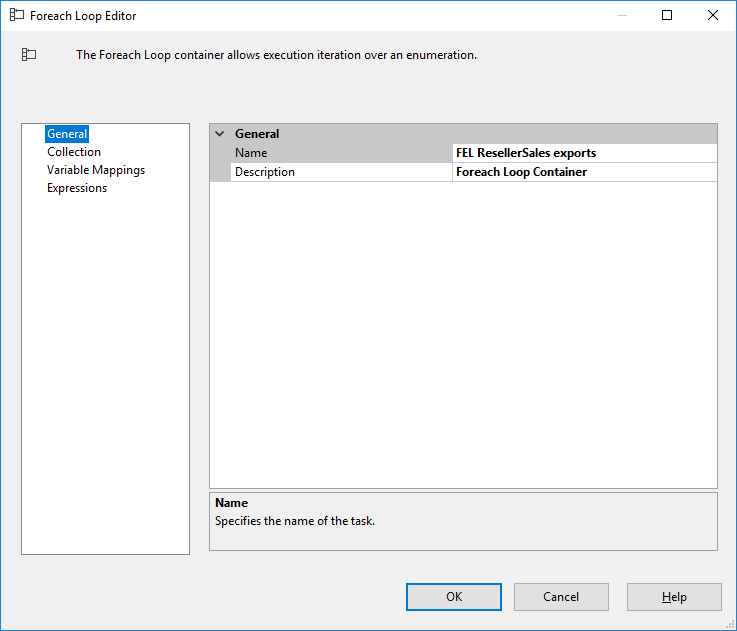 Foreach Loop Editor
The Foreach Loop container allows execution iteration over an enumeration.
General
Collection
Variable Mappings
Expressions
General
Name FEL ResellerSales exports
Description Foreach Loop Container
Name
Specifies the name of the task.
OK Cancel Help